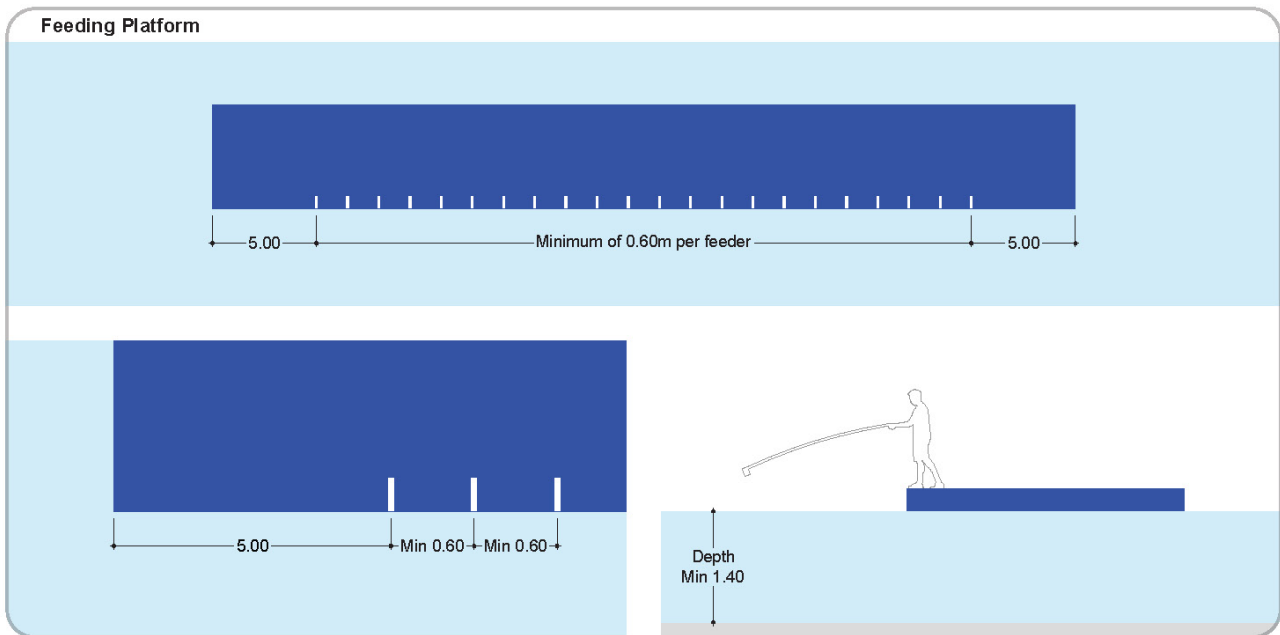 Feeding Platform
5.00
Minimum of 0.60m per feeder
5.00
5.00
Min 0.60
Min 0.60
Depth
Min 1.40